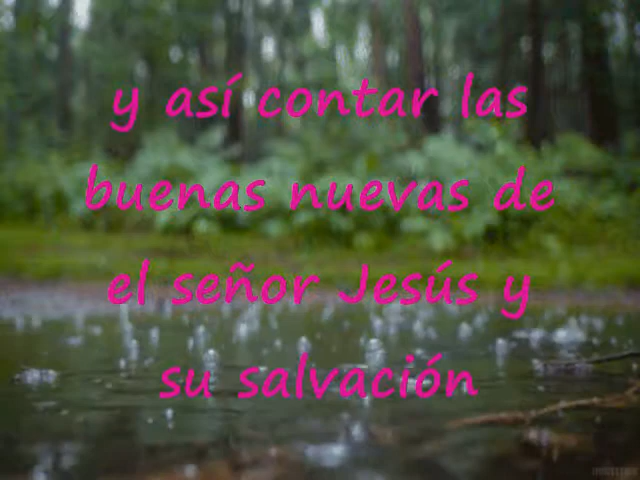 y así contar las
buenas nuevas de
el señor Jesús y
su salvación